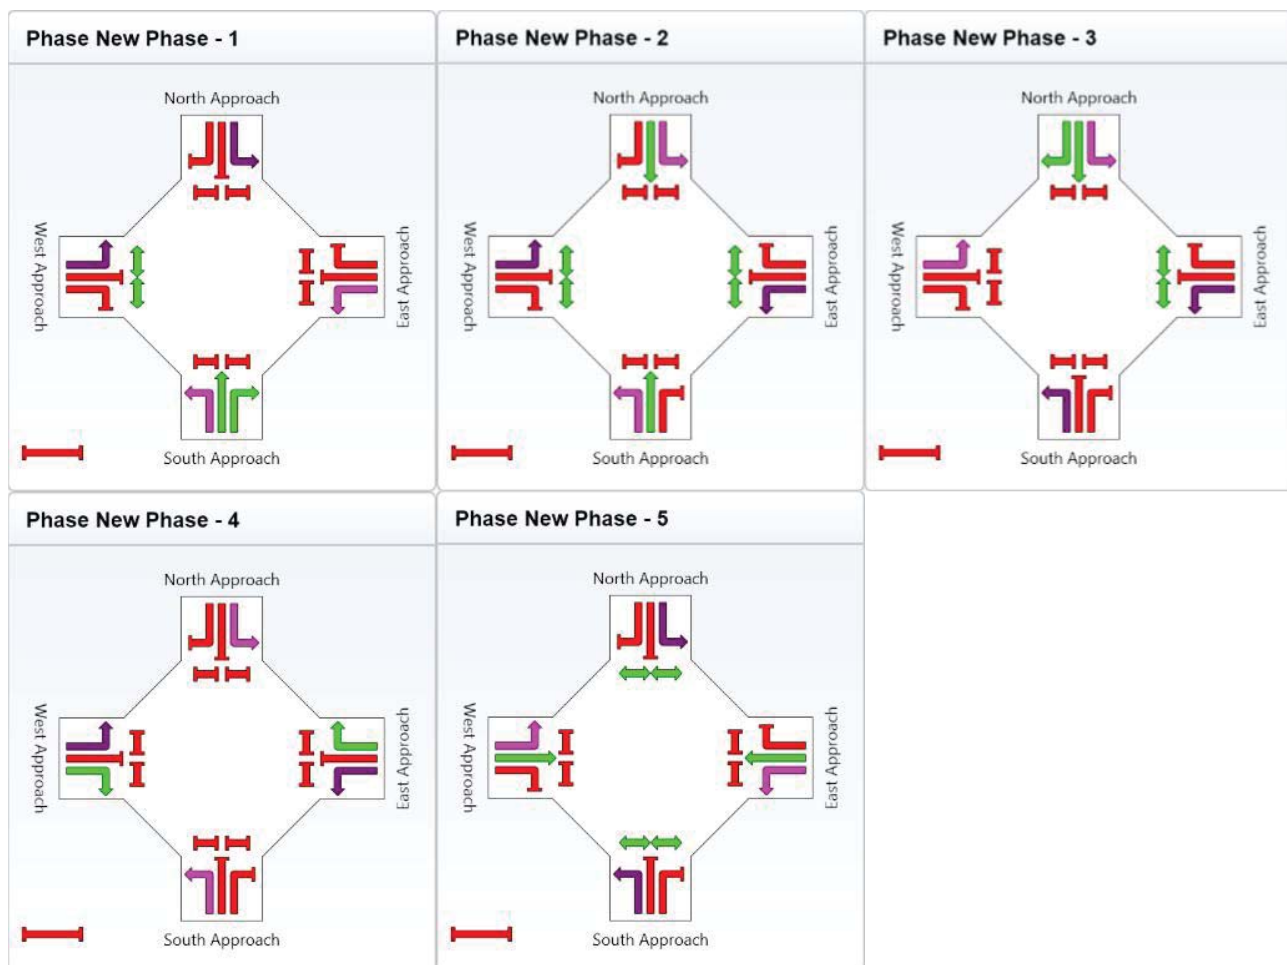 Phase New Phase - 1
North Approach
West Approach
East Approach
South Approach
Phase New Phase - 2
North Approach
West Approach
East Approach
South Approach
Phase New Phase - 3
North Approach
West Approach
East Approach
South Approach
Phase New Phase - 4
North Approach
West Approach
East Approach
South Approach
Phase New Phase - 5
North Approach
West Approach
East Approach
South Approach